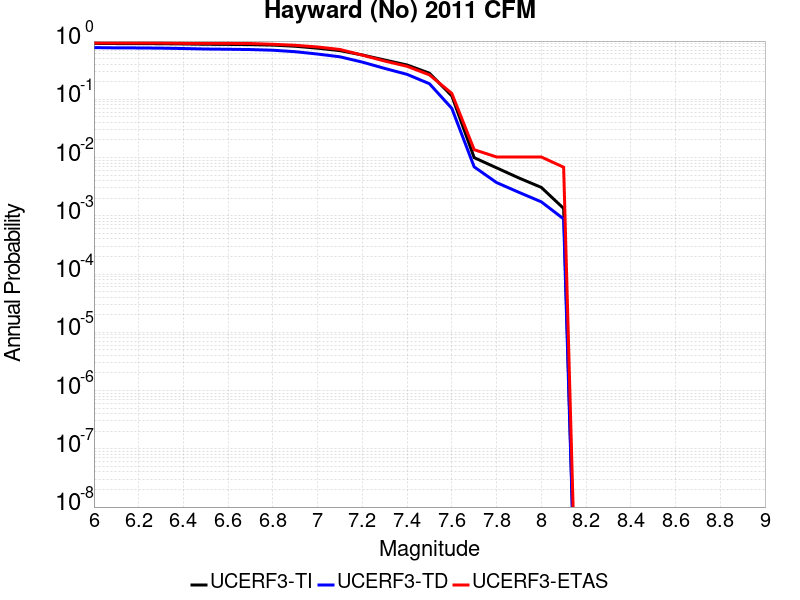 Hayward (No) 2011 CFM
10^0
10^-1
10^-2
10^-3
10^-4
10^-5
10^-6
10^-7
10^-8
Annual Probability
6 6.2 6.4 6.6 6.8 7 7.2 7.4 7.6 7.8 8 8.2 8.4 8.6 8.8 9
Magnitude
UCERF3-TI UCERF3-TD UCERF3-ETAS